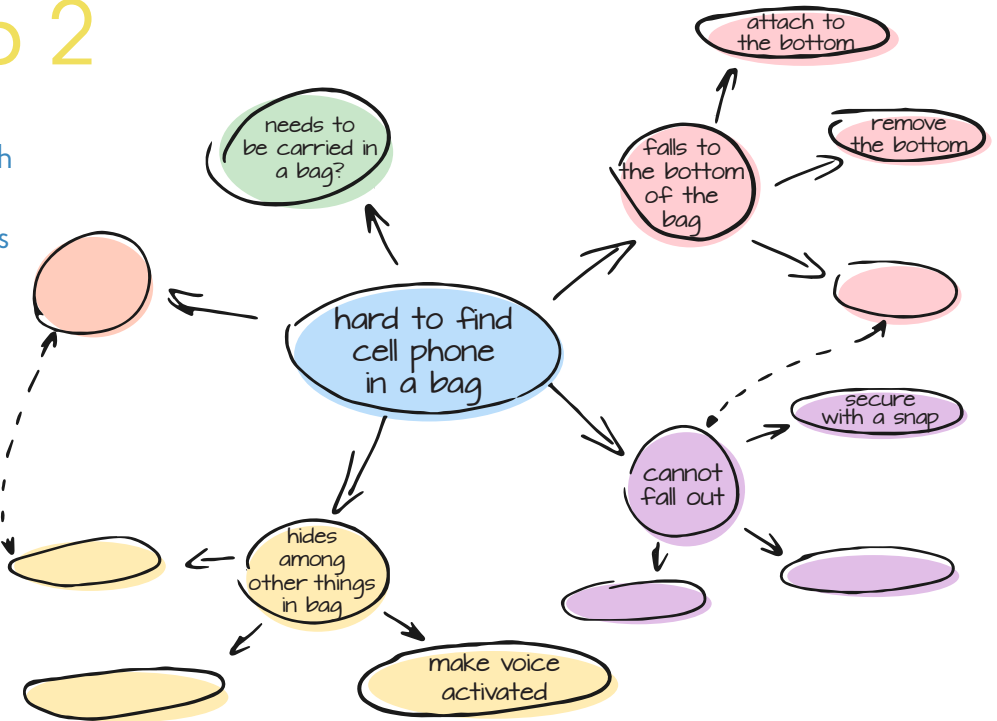 2
h
s
needs to
be carried in
a bag?
attach to
the bottom
remove
the bottom
falls to
the bottom
of the
bag
hard to find
cell phone
in a bag
secure
with a snap
cannot
fall out
hides
among
other things
in bag
make voice
activated